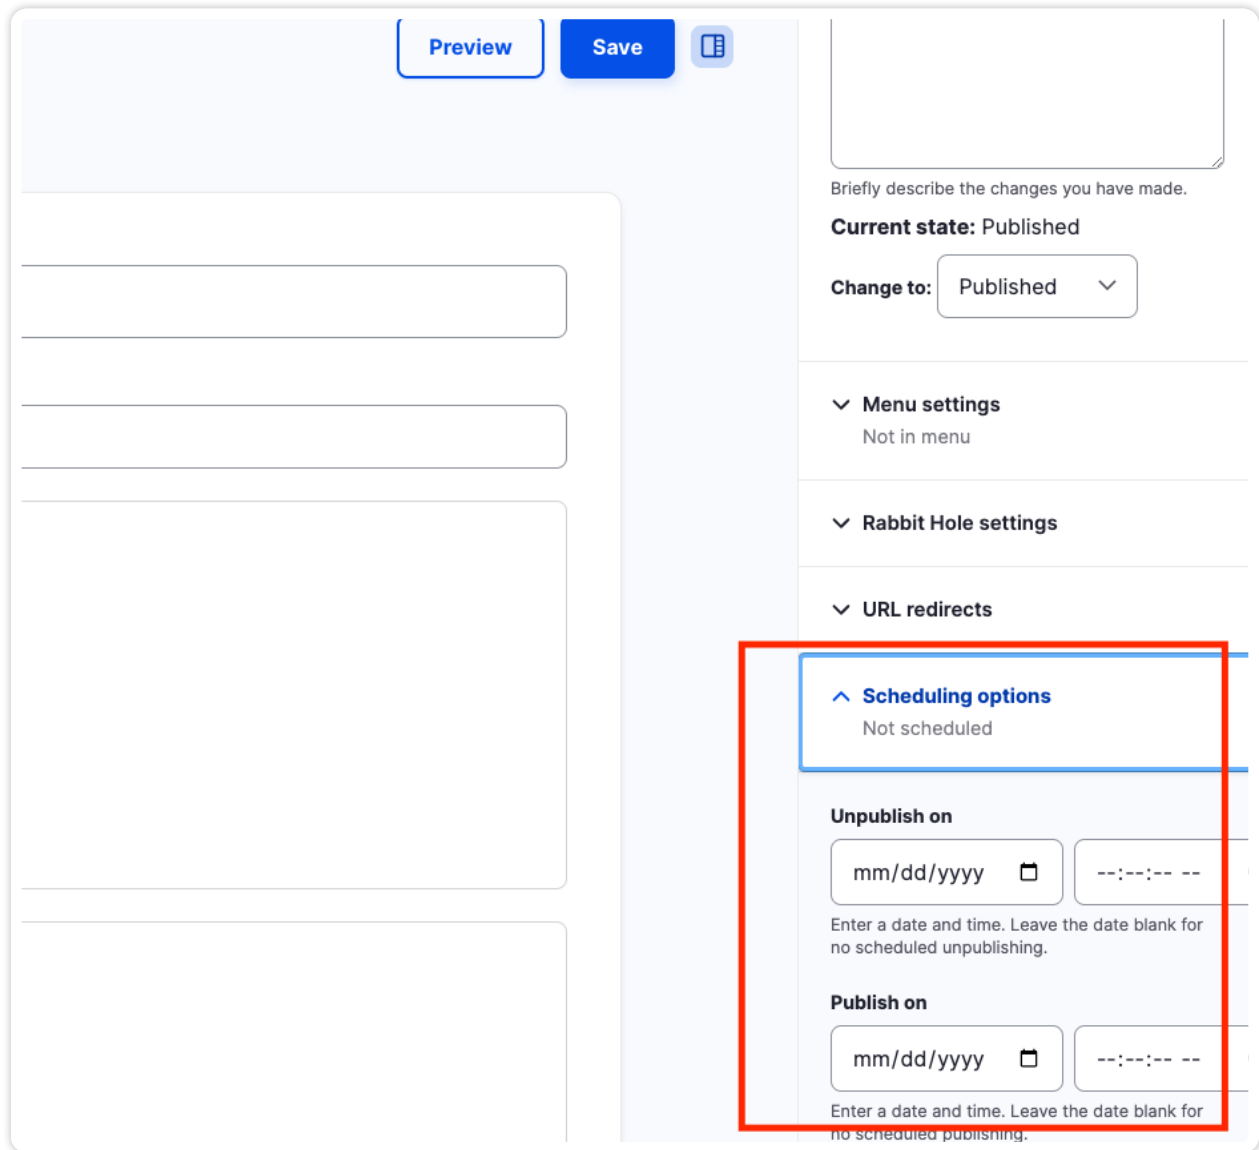 Preview
Save
Briefly describe the changes you have made.
Current state: Published
Change to: Published
Menu settings
Not in menu
Rabbit Hole settings
URL redirects
Scheduling options
Not scheduled
Unpublish on
mm/dd/yyyy --:--:-- --
Enter a date and time. Leave the date blank for
no scheduled unpublishing.
Publish on
mm/dd/yyyy --:--:-- --
Enter a date and time. Leave the date blank for
no scheduled publishing.